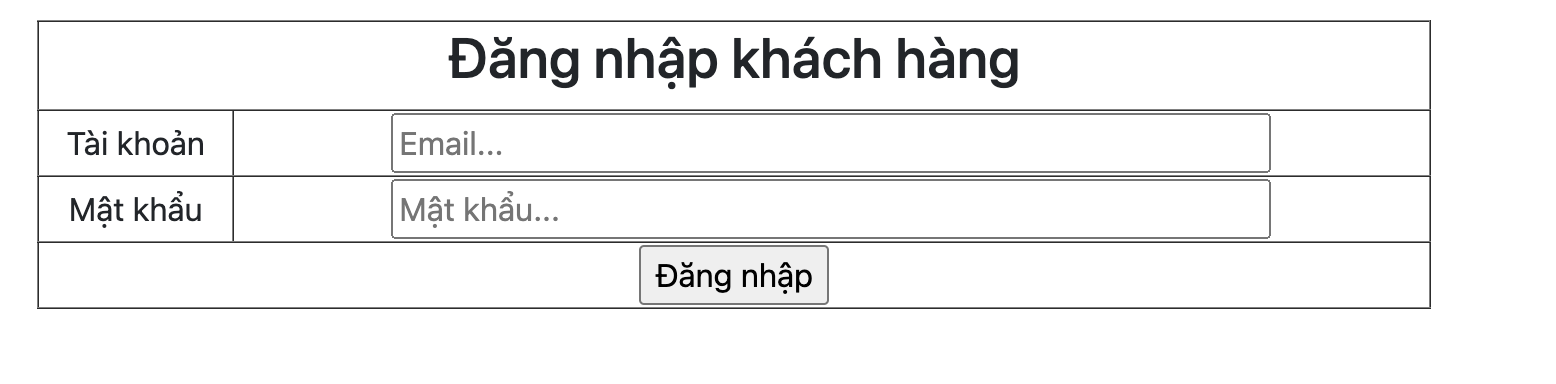 Đăng nhập khách hàng
Tài khoản Email...
Mật khẩu Mật khẩu...
Đăng nhập